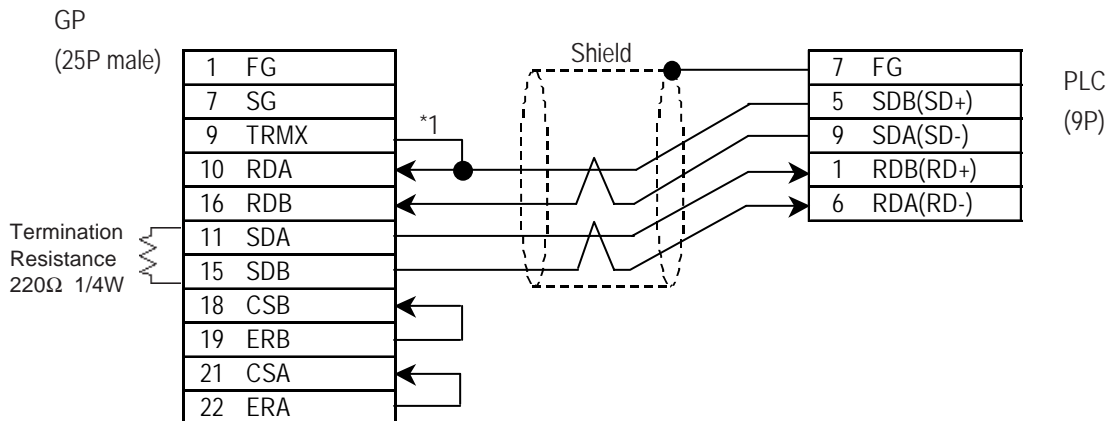 GP
(25P male)
1 FG
7 SG
9 TRMX
10 RDA
16 RDB
11 SDA
15 SDB
18 CSB
19 ERB
21 CSA
22 ERA
Termination
Resistance
220Ω 1/4W
*1
Shield
7 FG
5 SDB(SD+)
9 SDA(SD-)
1 RDB(RD+)
6 RDA(RD-)
PLC
(9P)